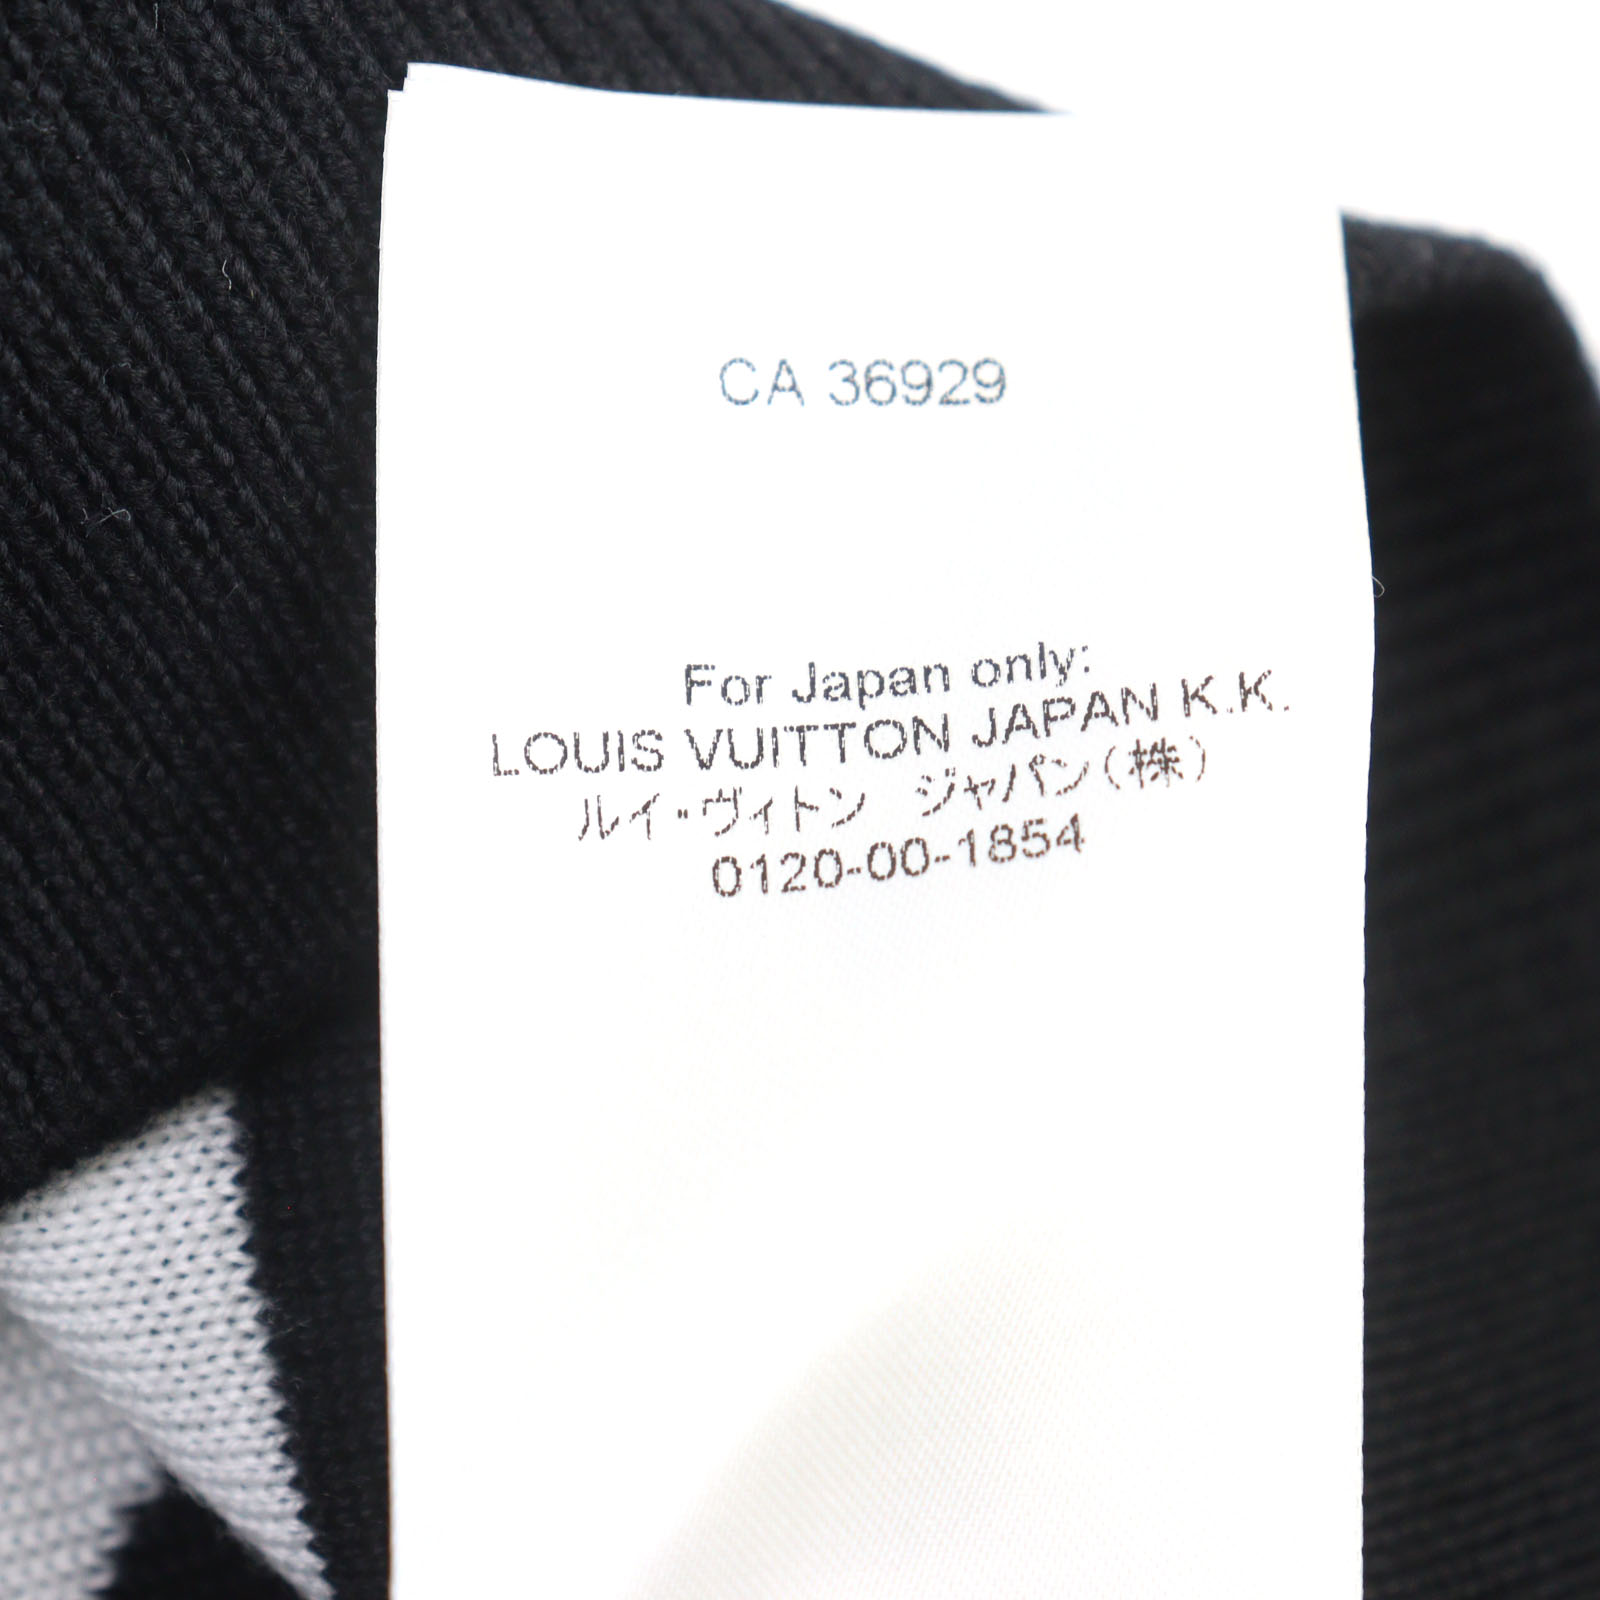 CA 36929
For Japan only:
LOUIS VUITTON JAPAN K.K.
ルイ・ヴィトン ジャパン(株)
0120-00-1854